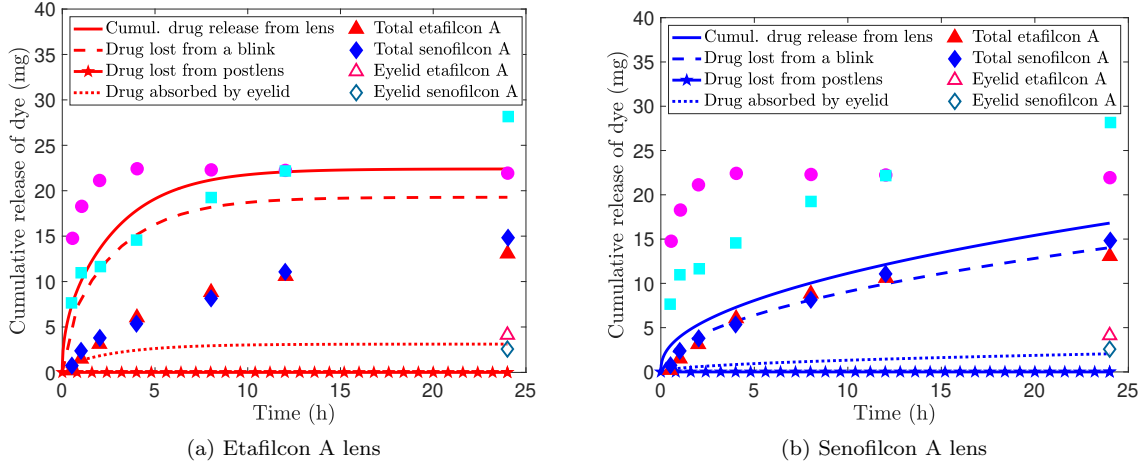 40
35
30
25
20
15
10
5
0
Cumulative release of dye (mg)
Cumul. drug release from lens
Drug lost from a blink
Drug lost from postlens
Drug absorbed by eyelid
Total etafilcon A
Total senofilcon A
Eyelid etafilcon A
Eyelid senofilcon A
0 5 10 15 20 25
Time (h)
(a) Etafilcon A lens
40
35
30
25
20
15
10
5
0
Cumulative release of dye (mg)
Cumul. drug release from lens
Drug lost from a blink
Drug lost from postlens
Drug absorbed by eyelid
Total etafilcon A
Total senofilcon A
Eyelid etafilcon A
Eyelid senofilcon A
0 5 10 15 20 25
Time (h)
(b) Senofilcon A lens